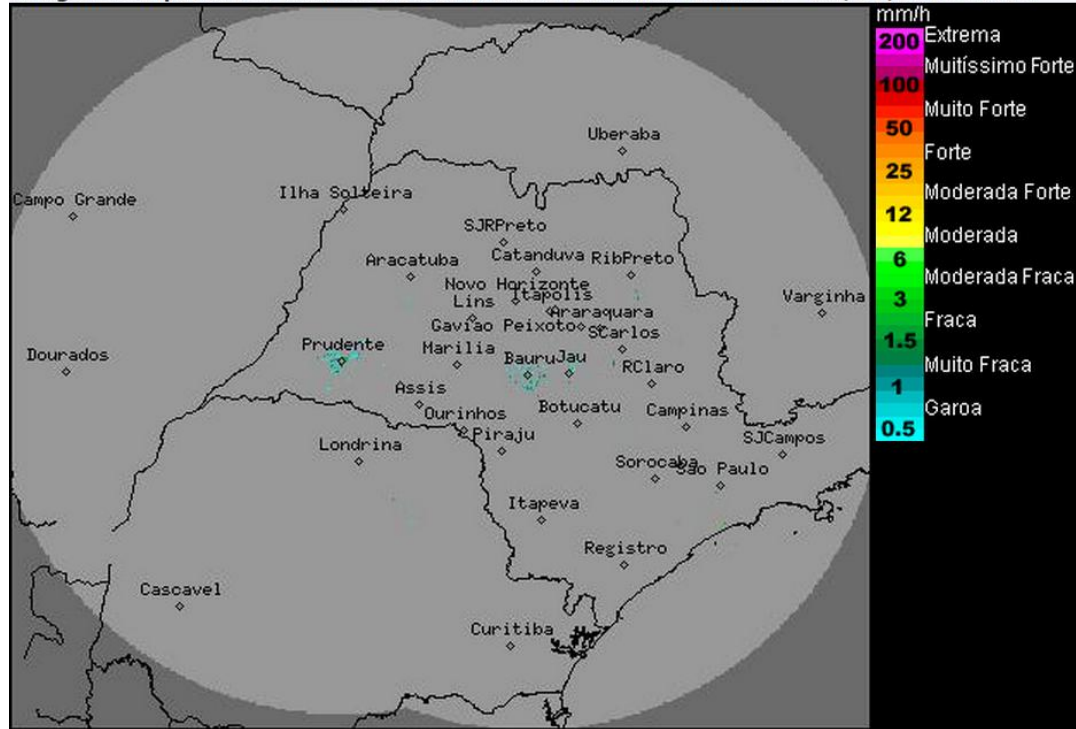 mm/h
200 Extrema
Muitíssimo Forte
100
Muito Forte
50
Forte
25
Moderada Forte
12
Moderada
6
Moderada Fraca
3
Fraca
1.5
Muito Fraca
1
Garoa
0.5
Uberaba
Campo Grande
Ilha Solteira
SJRPreto
Aracatuba
Catanduva
RibPreto
Novo Horizonte
Lins
Itapolis
Varginha
Araraquara
Gaviao Peixoto
SCarlos
Prudente
Marilia
Dourados
Bauru
Jau
RClaro
Assis
Botucatu
Campinas
Ourinhos
Piraju
Londrina
SJCampos
Sorocaba
Sao Paulo
Itapeva
Registro
Cascavel
Curitiba